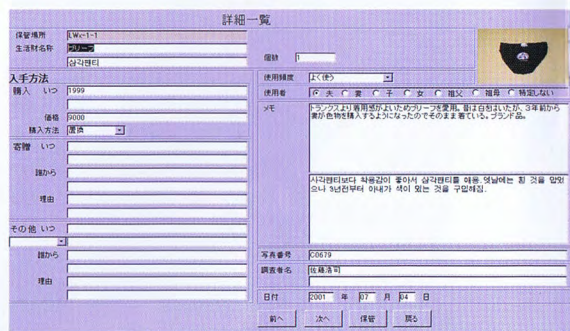 詳細一覧
保管場所 LWx-1-1
生活財名称 ブリーフ
삼각팬티
個数 1
入手方法
購入 いつ 1999
価格 9000
購入方法 百貨
寄贈 いつ
誰から
理由
その他 いつ
誰から
理由
使用頻度 よく使う
使用者 夫 妻 子 女 祖父 祖母 特定しない
メモ
トランクスより着用感がよいためブリーフを愛用。昔は白だはいたが、3年前から
妻が色物を購入するようになったのでそのまま着ている。ブランド品。
사각팬티보다 착용감이 좋아서 삼각팬티를 애용.옛날에는 흰 것을 입었
으나 3년전부터 아내가 색이 있는 것을 구입해짐.
写真番号 C0679
調査者名 佐藤浩司
日付 2001 年 07 月 04 日
前へ 次へ 保管 戻る